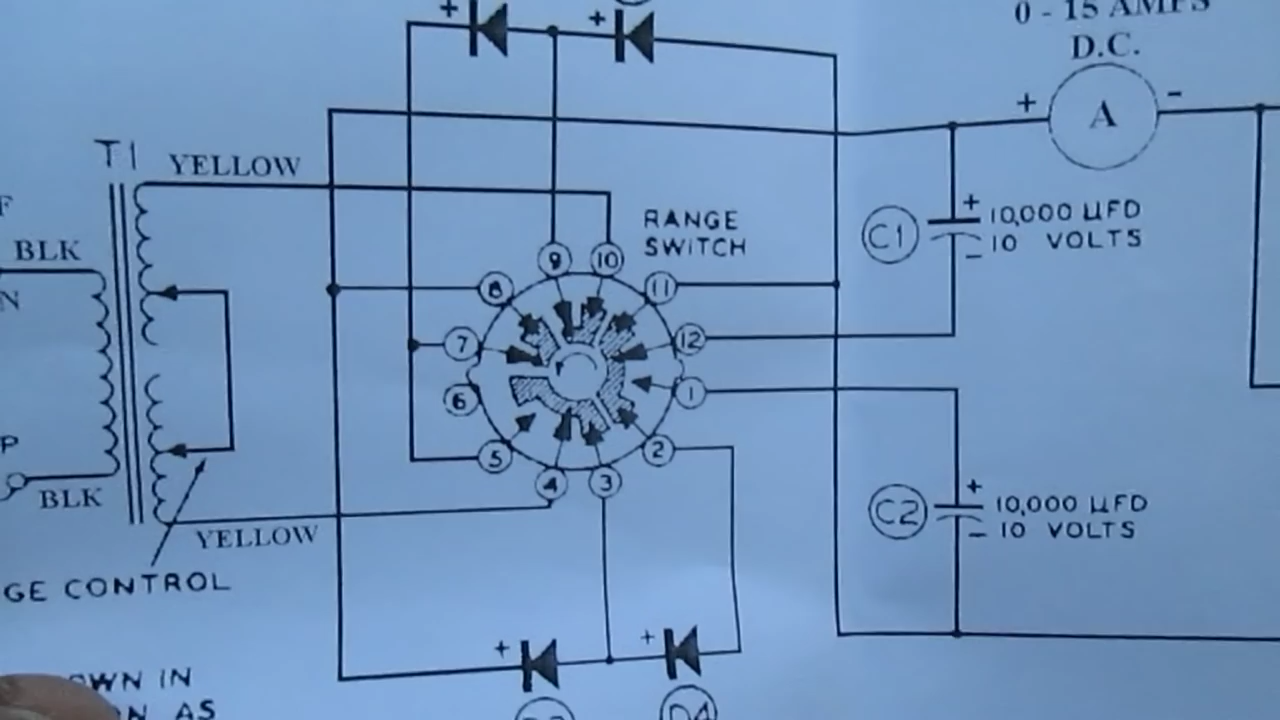 0 - 15 AMPS
D.C.
+
+
+
A
-
T1
YELLOW
F
BLK
N
RANGE
SWITCH
C1
+
10,000 UFD
- 10 VOLTS
9
10
8
11
7
12
6
1
5
2
4
3
P
BLK
YELLOW
GE CONTROL
C2
+
10,000 UFD
- 10 VOLTS
+
+
OWN IN
N AS
D4